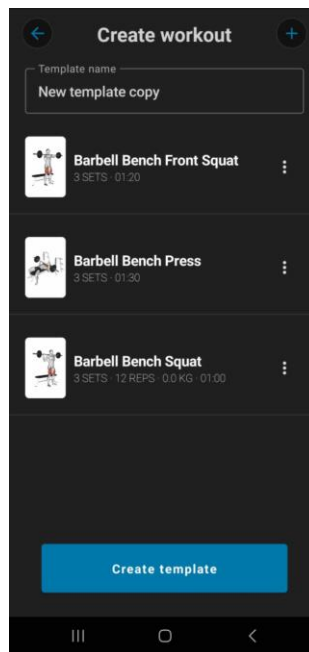 Create workout
Template name
New template copy
Barbell Bench Front Squat
3 SETS · 01:20
Barbell Bench Press
3 SETS · 01:30
Barbell Bench Squat
3 SETS · 12 REPS · 0.0 KG · 01:00
Create template